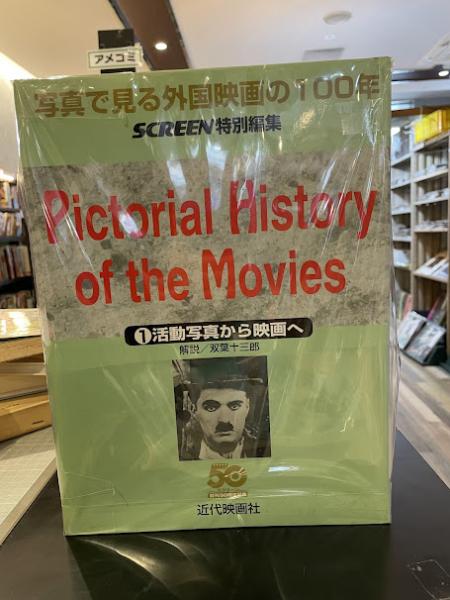 アメコミ
写真で見る外国映画の100年
SCREEN特別編集
Pictorial History
of the Movies
1活動写真から映画へ
解説/双葉十三郎
50
近代映画社